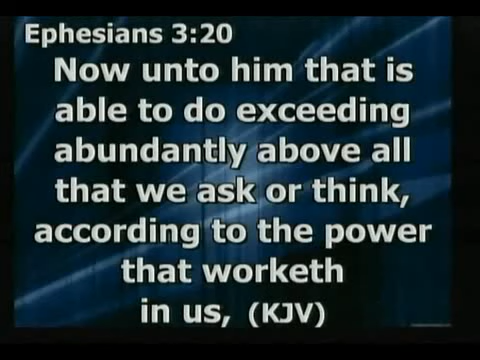 Ephesians 3:20
Now unto him that is
able to do exceeding
abundantly above all
that we ask or think,
according to the power
that worketh
in us, (KJV)